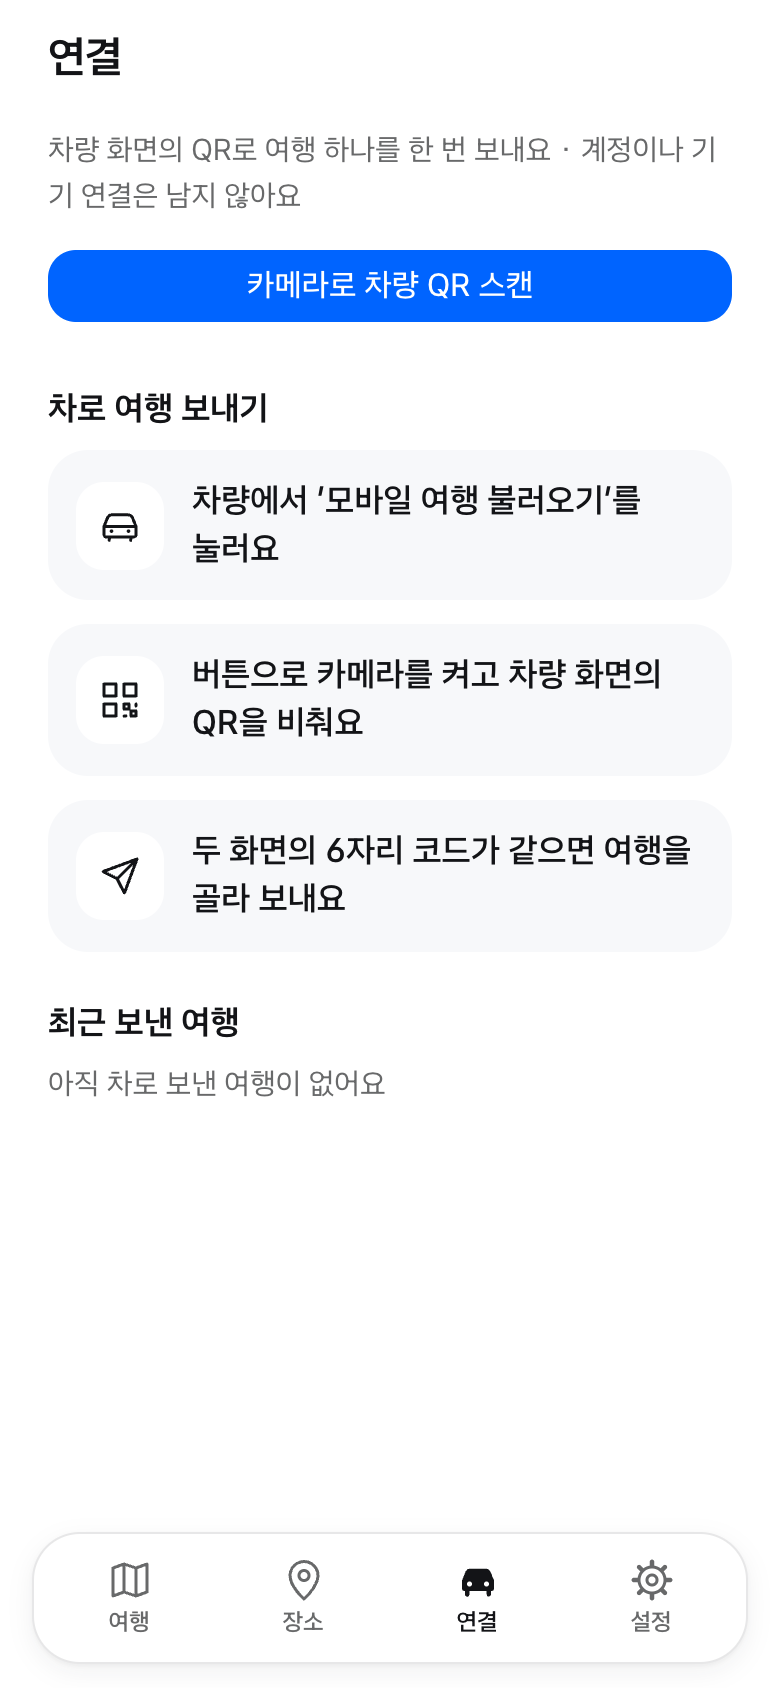 연결
차량 화면의 QR로 여행 하나를 한 번 보내요 · 계정이나 기
기 연결은 남지 않아요
카메라로 차량 QR 스캔
차로 여행 보내기
차량에서 '모바일 여행 불러오기'를
눌러요
버튼으로 카메라를 켜고 차량 화면의
QR을 비춰요
두 화면의 6자리 코드가 같으면 여행을
골라 보내요
최근 보낸 여행
아직 차로 보낸 여행이 없어요
여행
장소
연결
설정